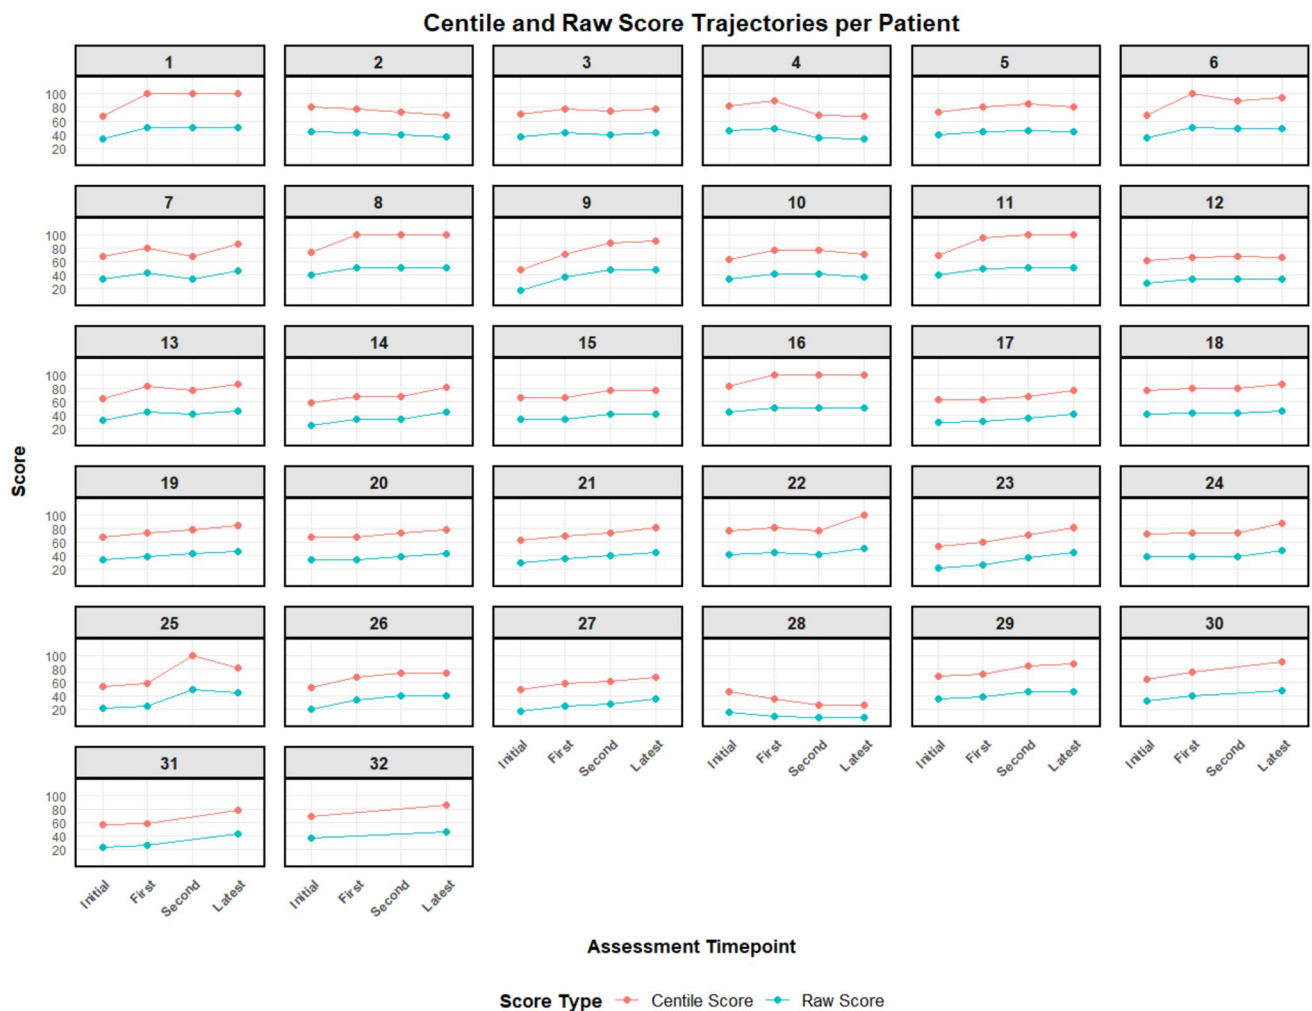 Centile and Raw Score Trajectories per Patient
1 2 3 4 5 6
100
80
60
40
20
7 8 9 10 11 12
100
80
60
40
20
13 14 15 16 17 18
100
80
60
40
20
Score
19 20 21 22 23 24
100
80
60
40
20
25 26 27 28 29 30
100
80
60
40
20
Initial First Second Latest Initial First Second Latest Initial First Second Latest Initial First Second Latest
31 32
100
80
60
40
20
Initial First Second Latest Initial First Second Latest
Assessment Timepoint
Score Type Centile Score Raw Score